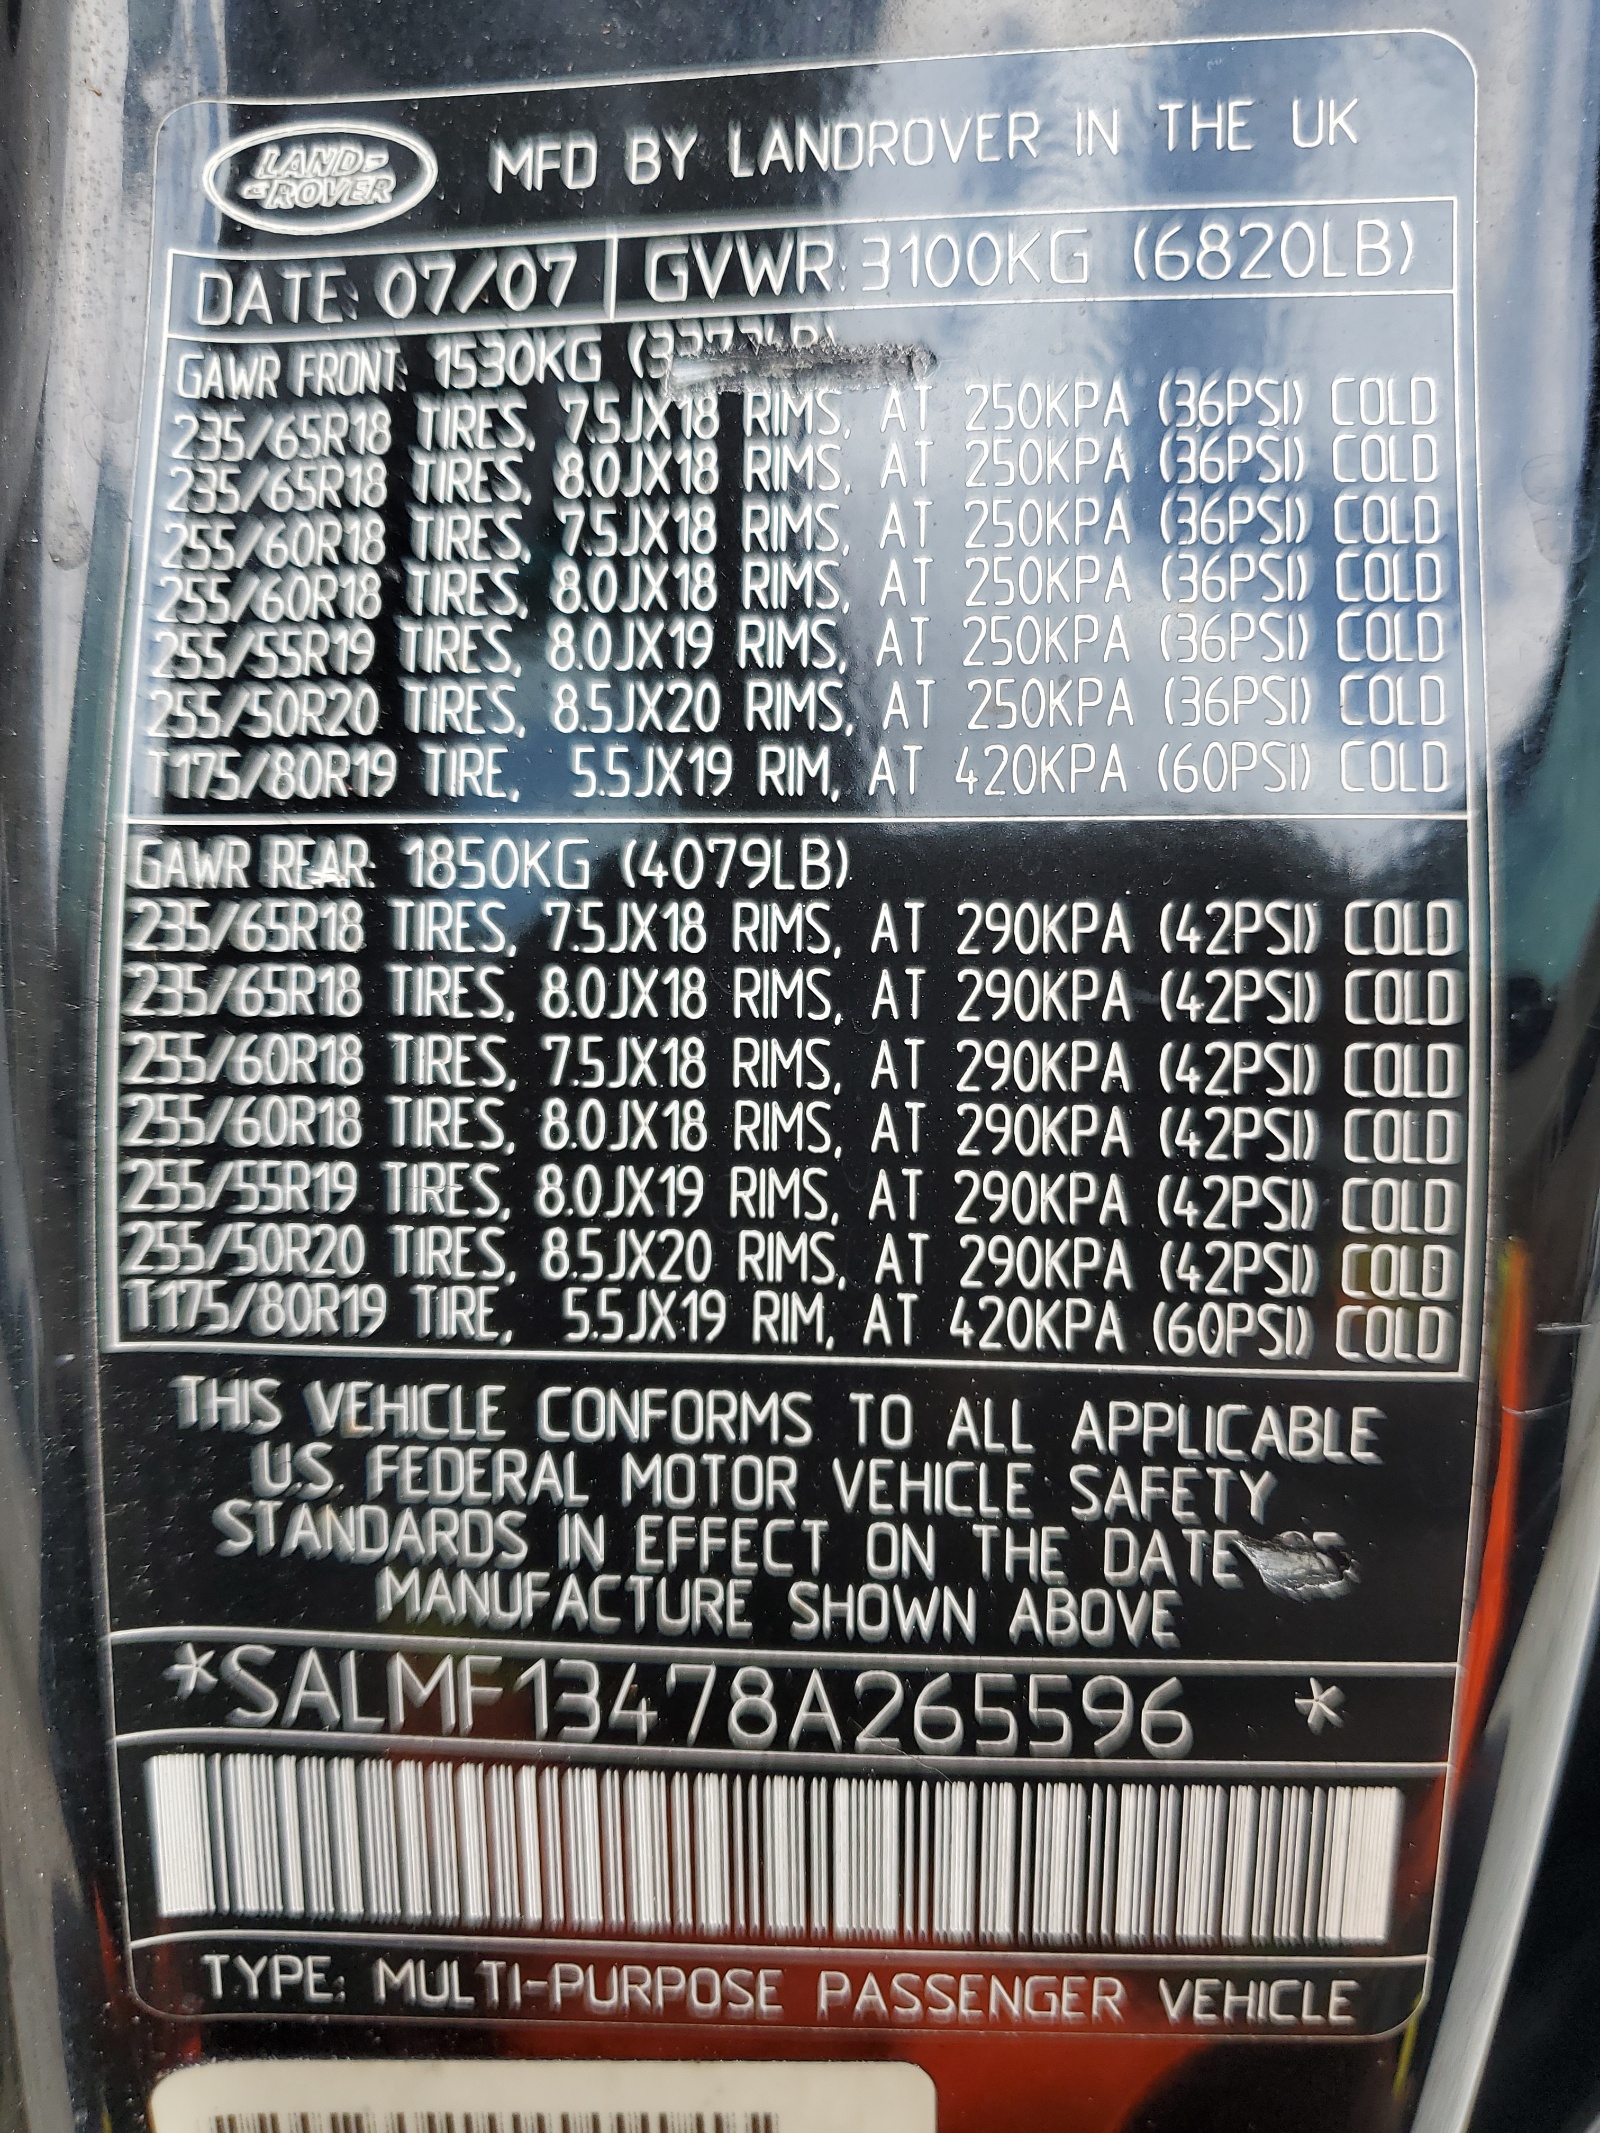 LAND-
-ROVER
MFD BY LANDROVER IN THE UK
DATE: 07/07 GVWR: 3100KG (6820LB)
GAWR FRONT: 1530KG
235/65R18 TIRES, 7.5JX18 RIMS, AT 250KPA (36PSI) COLD
235/65R18 TIRES, 8.0JX18 RIMS, AT 250KPA (36PSI) COLD
255/60R18 TIRES, 7.5JX18 RIMS, AT 250KPA (36PSI) COLD
255/60R18 TIRES, 8.0JX18 RIMS, AT 250KPA (36PSI) COLD
255/55R19 TIRES, 8.0JX19 RIMS, AT 250KPA (36PSI) COLD
255/50R20 TIRES, 8.5JX20 RIMS, AT 250KPA (36PSI) COLD
T175/80R19 TIRE, 5.5JX19 RIM, AT 420KPA (60PSI) COLD
GAWR REAR: 1850KG (4079LB)
235/65R18 TIRES, 7.5JX18 RIMS, AT 290KPA (42PSI) COLD
235/65R18 TIRES, 8.0JX18 RIMS, AT 290KPA (42PSI) COLD
255/60R18 TIRES, 7.5JX18 RIMS, AT 290KPA (42PSI) COLD
255/60R18 TIRES, 8.0JX18 RIMS, AT 290KPA (42PSI) COLD
255/55R19 TIRES, 8.0JX19 RIMS, AT 290KPA (42PSI) COLD
255/50R20 TIRES, 8.5JX20 RIMS, AT 290KPA (42PSI) COLD
T175/80R19 TIRE, 5.5JX19 RIM, AT 420KPA (60PSI) COLD
THIS VEHICLE CONFORMS TO ALL APPLICABLE
U.S. FEDERAL MOTOR VEHICLE SAFETY
STANDARDS IN EFFECT ON THE DATE
MANUFACTURE SHOWN ABOVE
*SALMF13478A265596 *
TYPE: MULTI-PURPOSE PASSENGER VEHICLE